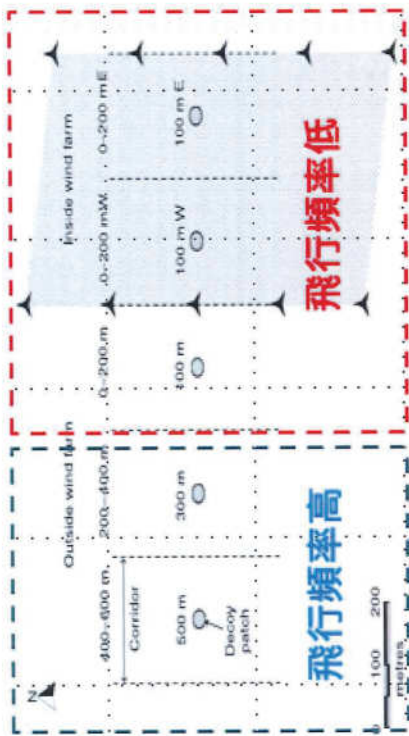 N
Outside wind farm
Inside wind farm
400-600 m
200-400 m
0-200 m
0-200 mW
0-200 mE
Corridor
500 m
300 m
100 m
100 m W
100 m E
Decoy
patch
飛行頻率高
飛行頻率低
0 100 200
metres